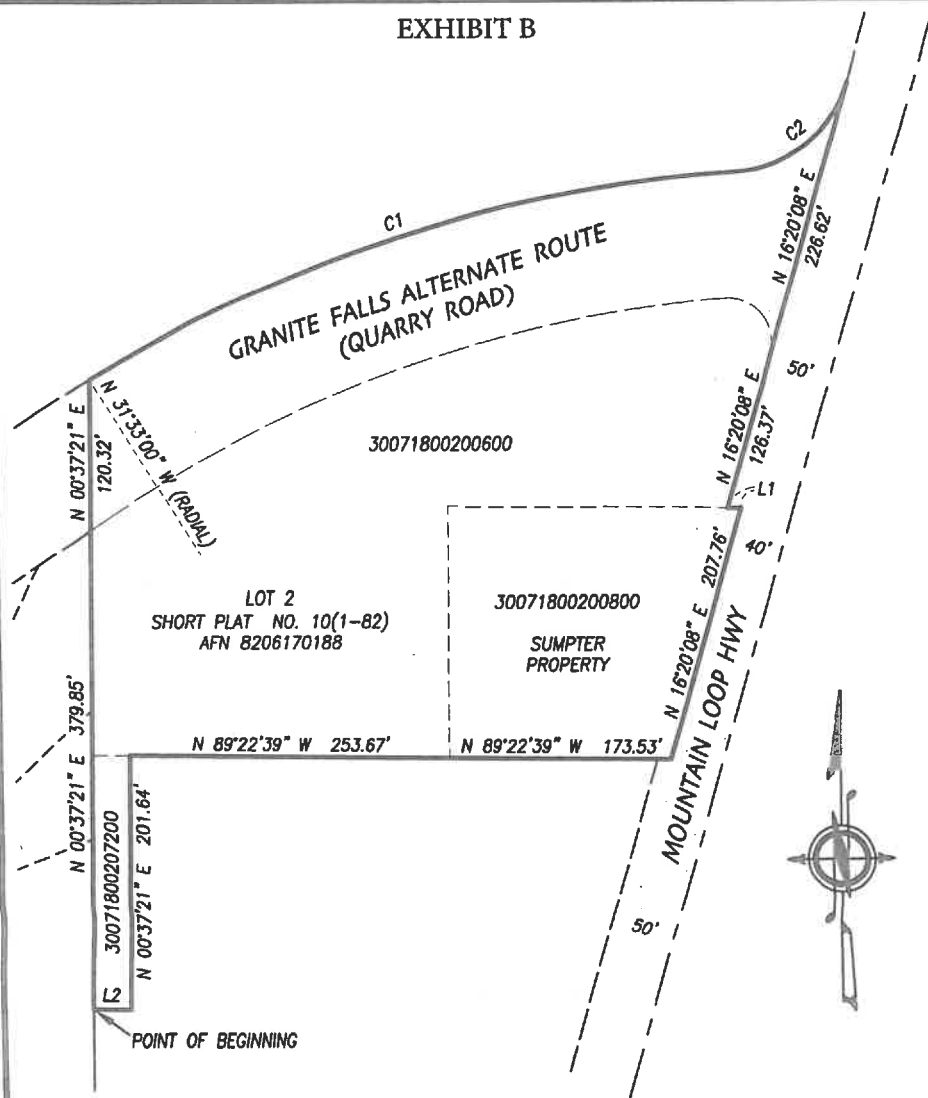 EXHIBIT B
C2
C1
N 16°20'08" E
226.62'
GRANITE FALLS ALTERNATE ROUTE
(QUARRY ROAD)
50'
N 00°37'21" E
120.32'
N 31°33'00" W (RADIAL)
30071800200600
N 16°20'08" E
126.37'
L1
40'
LOT 2
SHORT PLAT NO. 10(1-82)
AFN 8206170188
30071800200800
SUMPTER
PROPERTY
N 16°20'08" E 207.76'
MOUNTAIN LOOP HWY
N 00°37'21" E 379.85'
N 89°22'39" W 253.67'
N 89°22'39" W 173.53'
30071800207200
N 00°37'21" E 201.64'
50'
L2
POINT OF BEGINNING